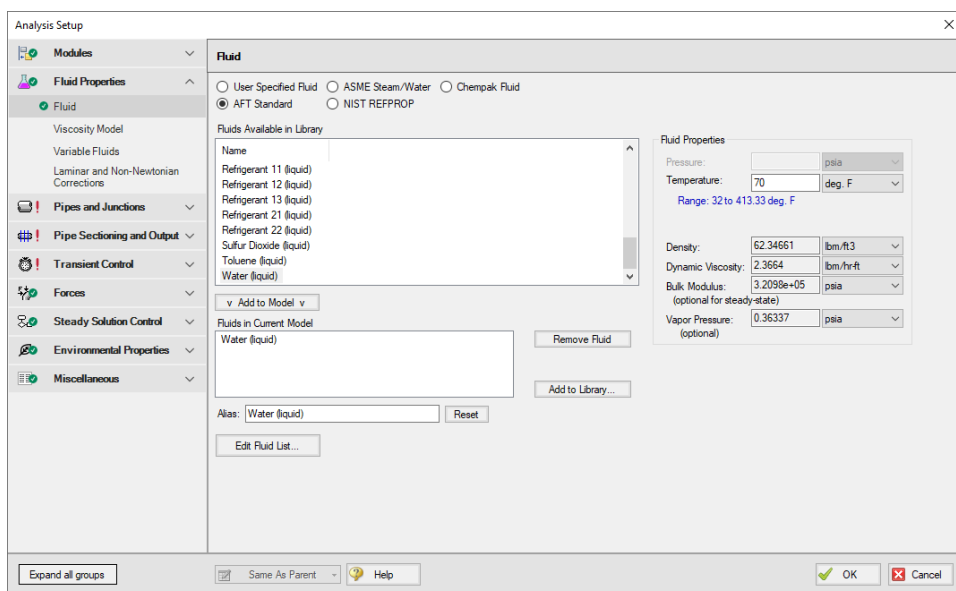 Analysis Setup
Modules
Fluid Properties
Fluid
Viscosity Model
Variable Fluids
Laminar and Non-Newtonian
Corrections
Pipes and Junctions
Pipe Sectioning and Output
Transient Control
Forces
Steady Solution Control
Environmental Properties
Miscellaneous
Expand all groups
Fluid
User Specified Fluid ASME Steam/Water Chempak Fluid
AFT Standard NIST REFPROP
Fluids Available in Library
Name
Refrigerant 11 (liquid)
Refrigerant 12 (liquid)
Refrigerant 13 (liquid)
Refrigerant 21 (liquid)
Refrigerant 22 (liquid)
Sulfur Dioxide (liquid)
Toluene (liquid)
Water (liquid)
v Add to Model v
Fluids in Current Model
Water (liquid)
Remove Fluid
Add to Library...
Alias: Water (liquid) Reset
Edit Fluid List...
Fluid Properties
Pressure: psia
Temperature: 70 deg. F
Range: 32 to 413.33 deg. F
Density: 62.34661 lbm/ft3
Dynamic Viscosity: 2.3664 lbm/hr-ft
Bulk Modulus: 3.2098e+05 psia
(optional for steady-state)
Vapor Pressure: 0.36337 psia
(optional)
Same As Parent Help OK Cancel